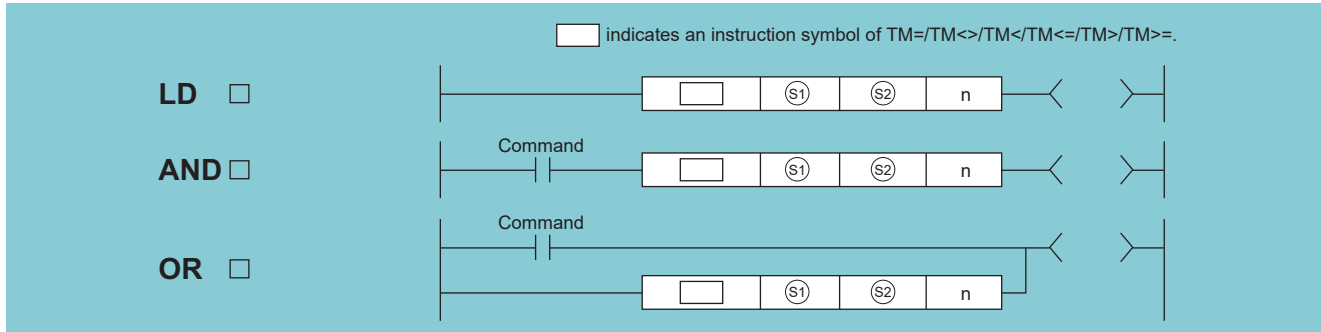 indicates an instruction symbol of TM=/TM<>/TM</TM<=/TM>/TM>=.
LD □
S1 S2 n
Command
AND □
S1 S2 n
Command
OR □
S1 S2 n